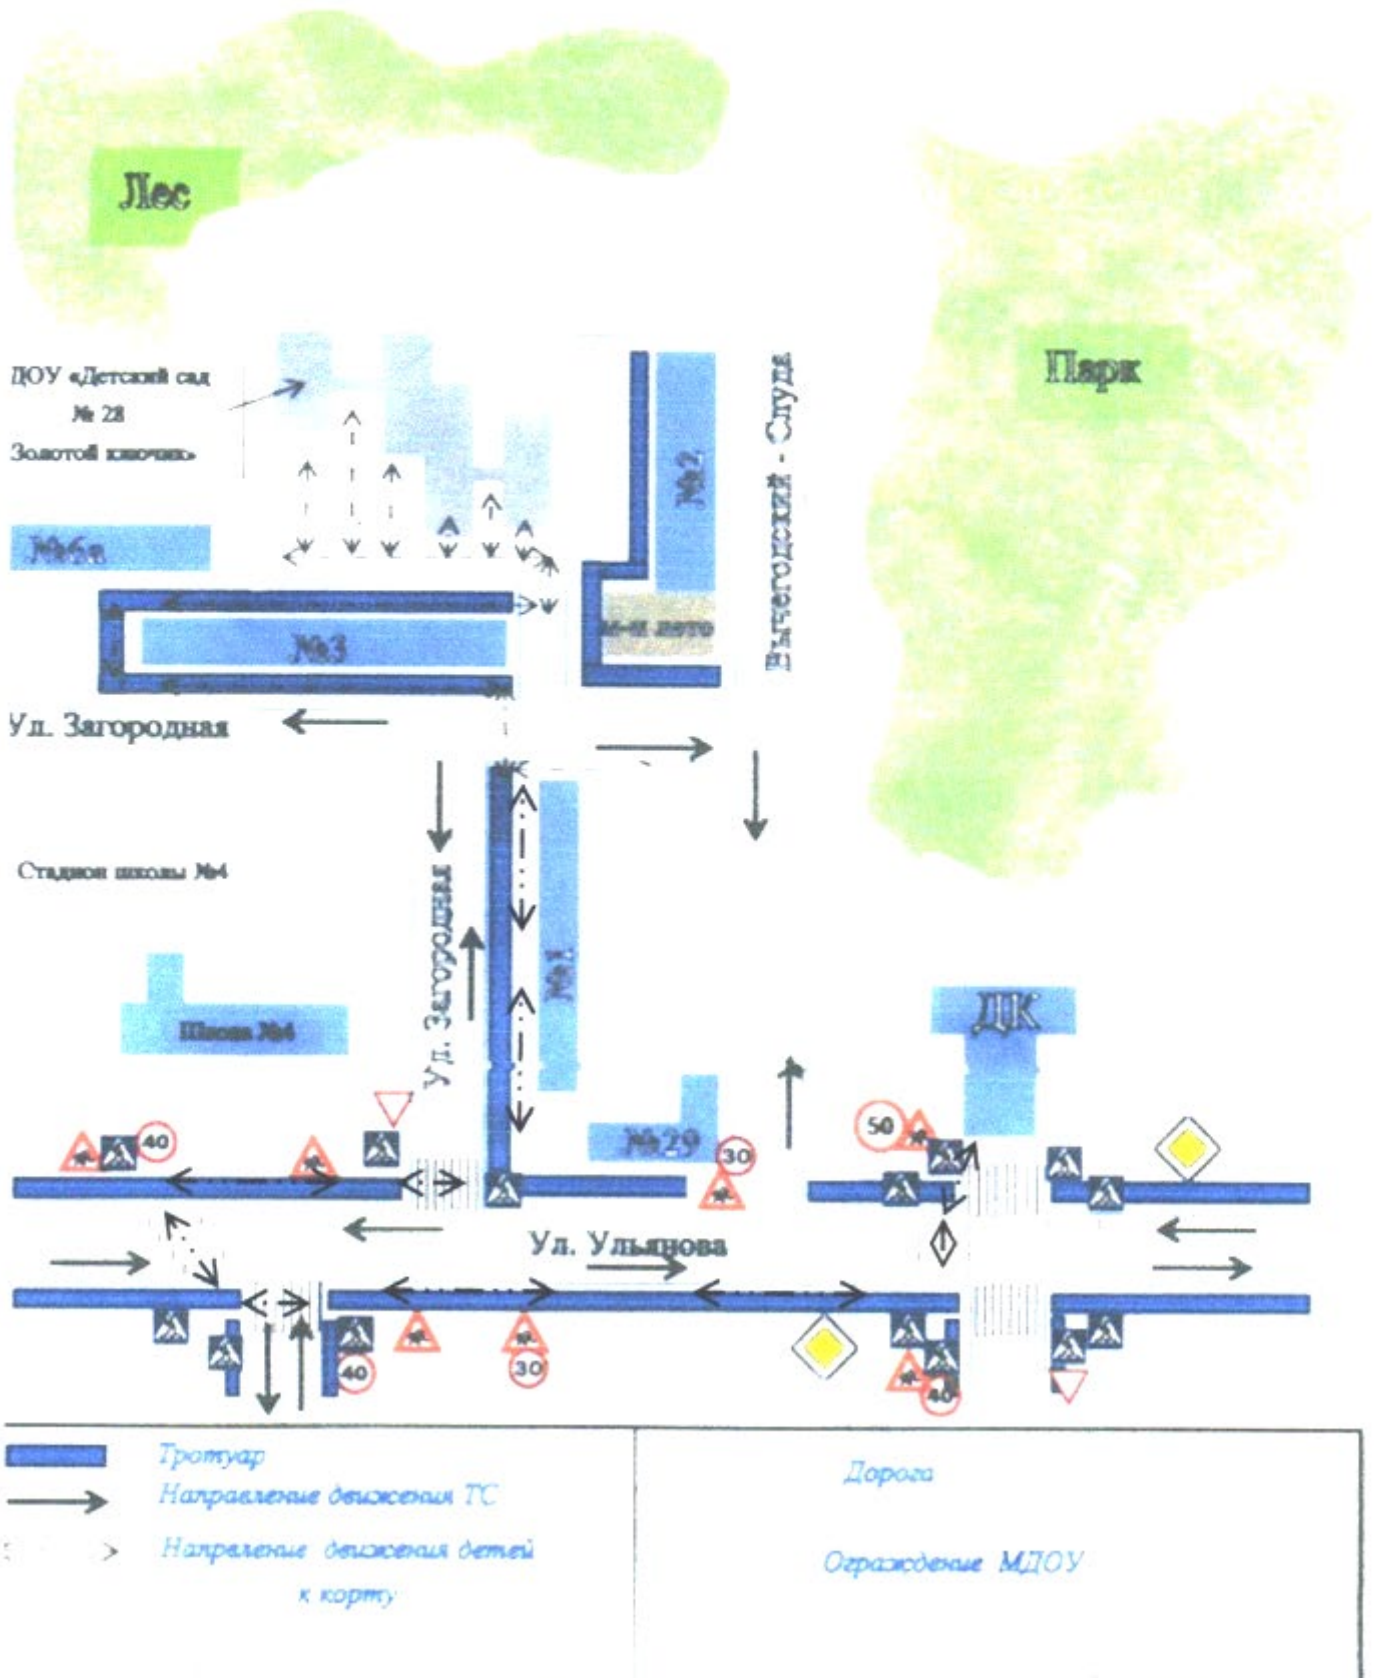 Лес
Парк
ДОУ «Детский сад
№ 28
Золотой ключик»
№2
Вычегодский - Слуда
№6а
м-н лето
№3
Ул. Загородная
Стадион школы №4
Ул. Загородная
№1
ДК
Школа №4
40
№29
30
50
Ул. Ульянова
40
30
40
Тротуар
Направление движения ТС
Напрвление движения детей
к корту
Дорога
Ограждение МДОУ